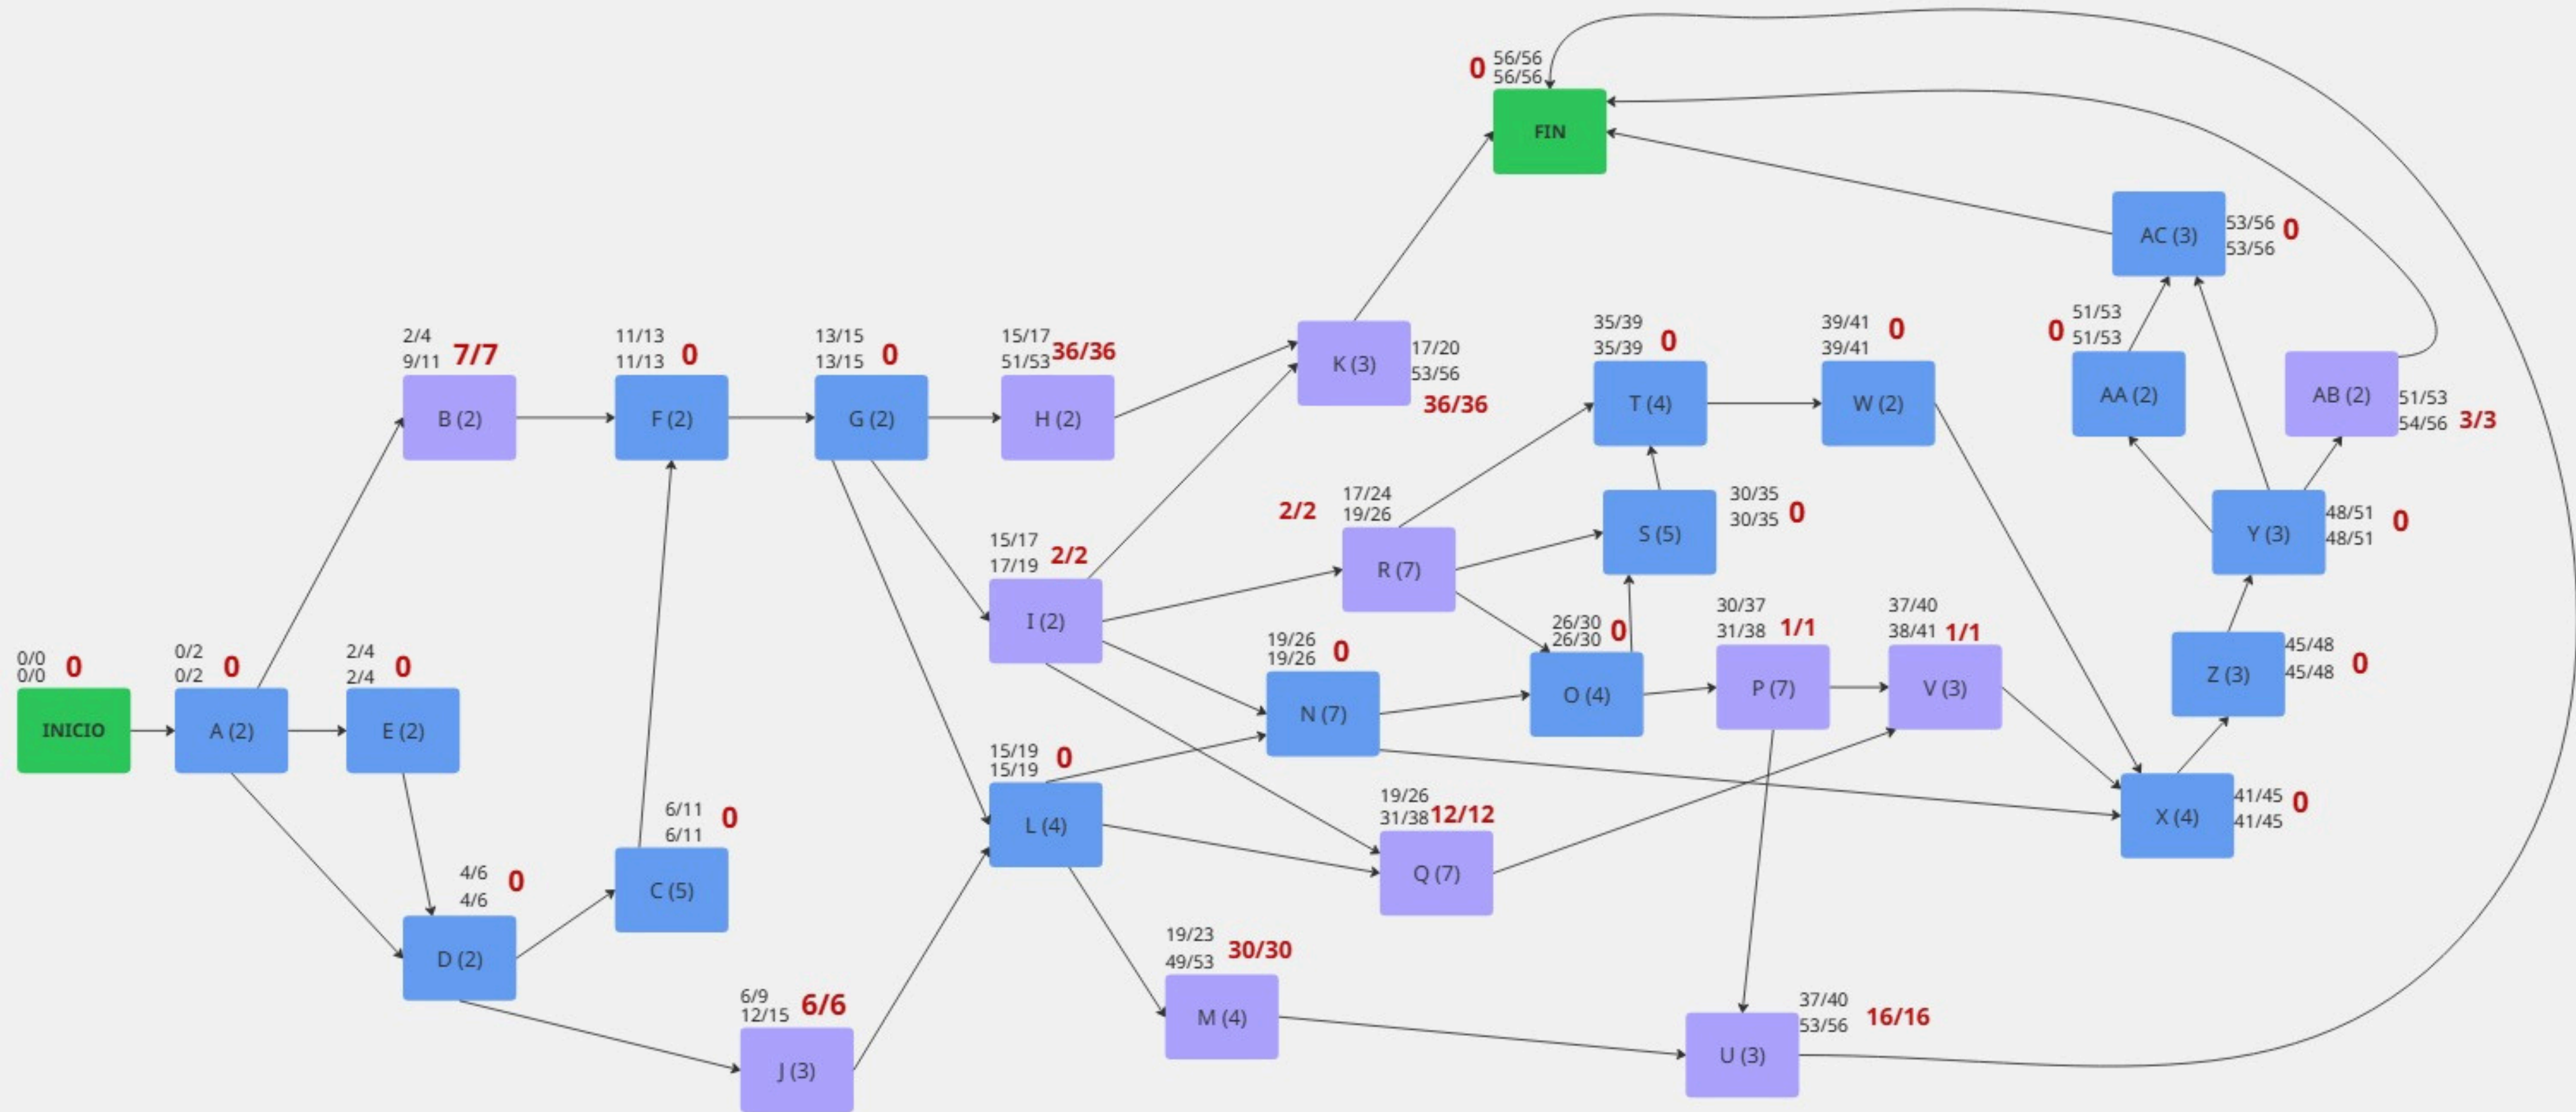 0 56/56
56/56
FIN
AC (3)
53/56 0
53/56
2/4
9/11 7/7
B (2)
11/13
11/13 0
F (2)
13/15
13/15 0
G (2)
15/17
51/53 36/36
H (2)
K (3)
17/20
53/56
36/36
35/39
35/39 0
T (4)
39/41
39/41 0
W (2)
0 51/53
51/53
AA (2)
AB (2)
51/53
54/56 3/3
2/2
17/24
19/26
R (7)
S (5)
30/35
30/35 0
Y (3)
48/51
48/51 0
15/17
17/19 2/2
I (2)
0/0
0/0 0
INICIO
0/2
0/2 0
A (2)
2/4
2/4 0
E (2)
19/26
19/26 0
N (7)
26/30
26/30 0
O (4)
30/37
31/38 1/1
P (7)
37/40
38/41 1/1
V (3)
Z (3)
45/48
45/48 0
15/19
15/19 0
L (4)
6/11
6/11 0
C (5)
19/26
31/38 12/12
Q (7)
X (4)
41/45 0
41/45
4/6
4/6 0
D (2)
19/23
49/53 30/30
M (4)
6/9
12/15 6/6
J (3)
37/40
53/56 16/16
U (3)